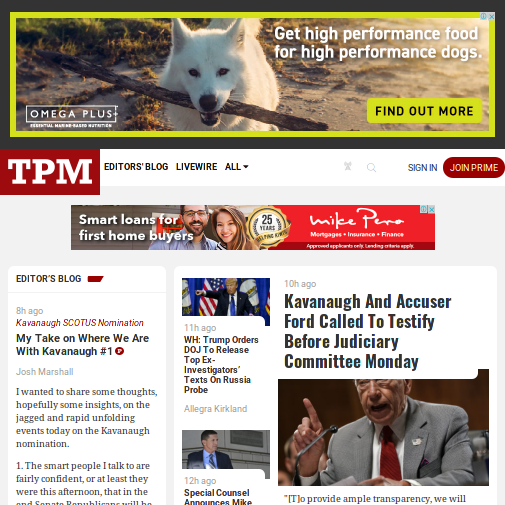 Get high performance food
for high performance dogs.
OMEGA PLUS
ESSENTIAL MARINE-BASED NUTRITION
FIND OUT MORE
TPM
EDITORS' BLOG
LIVEWIRE
ALL
SIGN IN
JOIN PRIME
Smart loans for
first home buyers
25
YEARS
HELPING KIWIS
mike Pero
Mortgages • Insurance • Finance
Approved applicants only. Lending criteria apply.
EDITOR'S BLOG
8h ago
Kavanaugh SCOTUS Nomination
My Take on Where We Are
With Kavanaugh #1
Josh Marshall
I wanted to share some thoughts,
hopefully some insights, on the
jagged and rapid unfolding
events today on the Kavanaugh
nomination.
1. The smart people I talk to are
fairly confident, or at least they
were this afternoon, that in the
end Senate Republicans will be
11h ago
WH: Trump Orders
DOJ To Release
Top Ex-
Investigators'
Texts On Russia
Probe
Allegra Kirkland
12h ago
Special Counsel
Announces Mike
10h ago
Kavanaugh And Accuser
Ford Called To Testify
Before Judiciary
Committee Monday
"[T]o provide ample transparency, we will